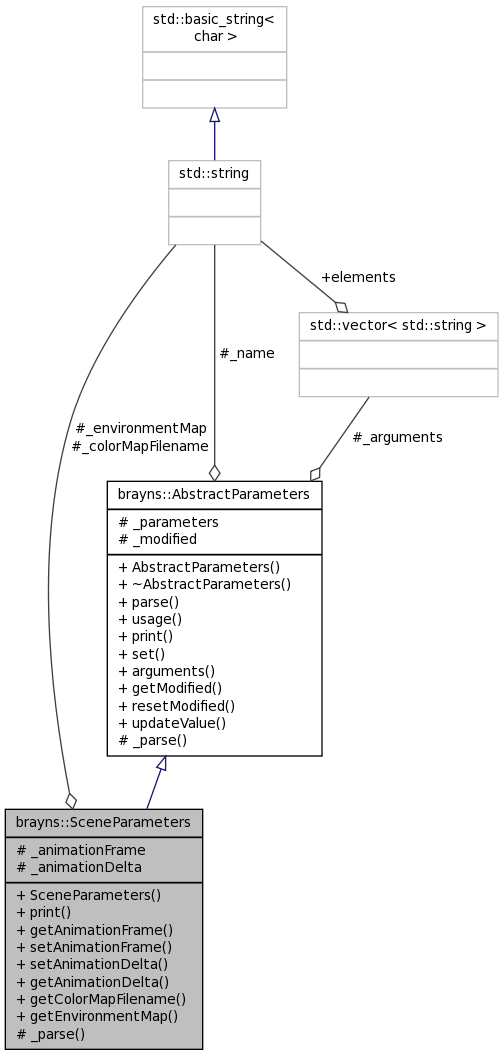 std::basic_string<
char >
std::string
+elements
std::vector< std::string >
#_name
#_environmentMap
#_colorMapFilename
#_arguments
brayns::AbstractParameters
# _parameters
# _modified
+ AbstractParameters()
+ ~AbstractParameters()
+ parse()
+ usage()
+ print()
+ set()
+ arguments()
+ getModified()
+ resetModified()
+ updateValue()
# _parse()
brayns::SceneParameters
# _animationFrame
# _animationDelta
+ SceneParameters()
+ print()
+ getAnimationFrame()
+ setAnimationFrame()
+ setAnimationDelta()
+ getAnimationDelta()
+ getColorMapFilename()
+ getEnvironmentMap()
# _parse()